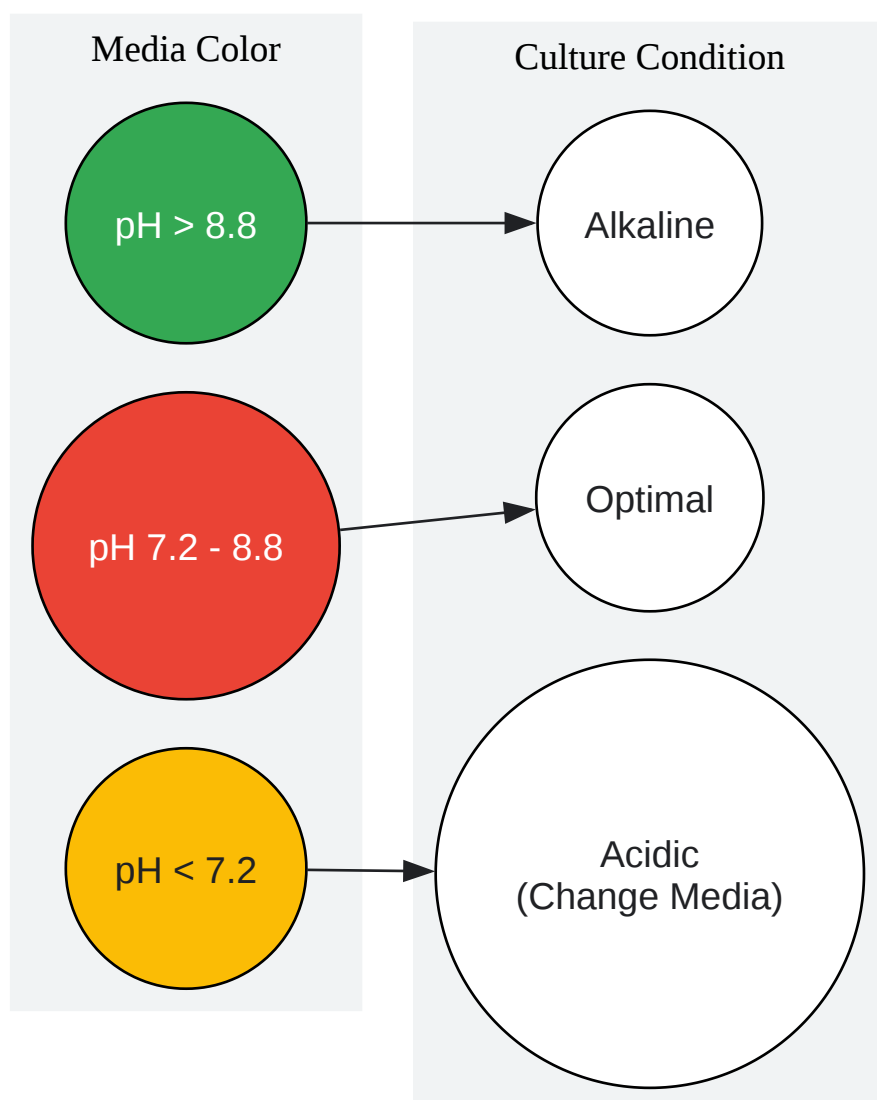 Media Color
Culture Condition
pH > 8.8
Alkaline
pH 7.2 - 8.8
Optimal
pH < 7.2
Acidic
(Change Media)